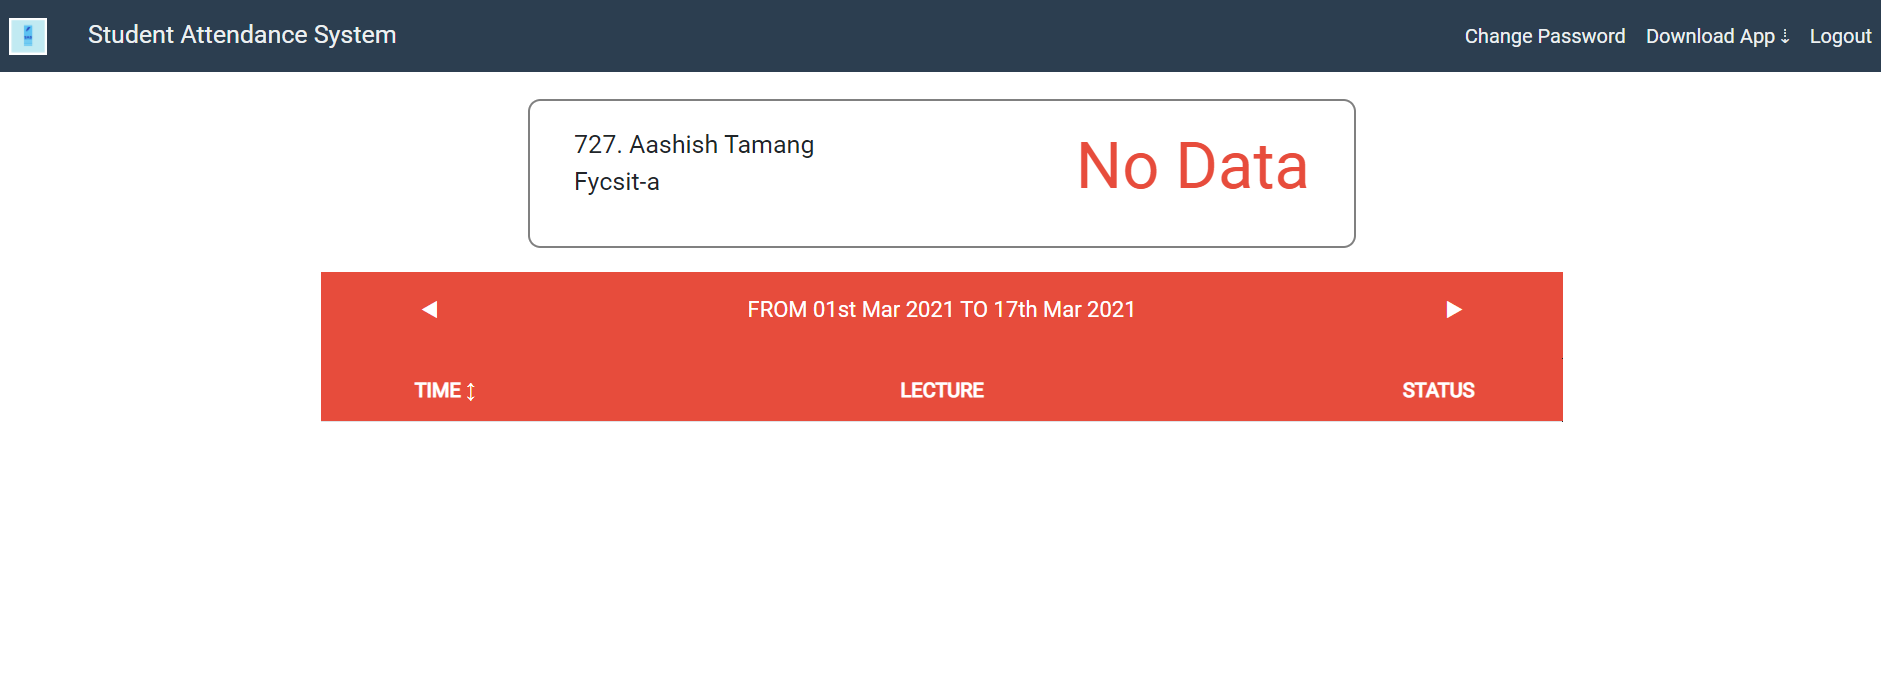 Student Attendance System
Change Password Download App⇣ Logout
727. Aashish Tamang
Fycsit-a
No Data
◀ FROM 01st Mar 2021 TO 17th Mar 2021 ▶
TIME↕ LECTURE STATUS